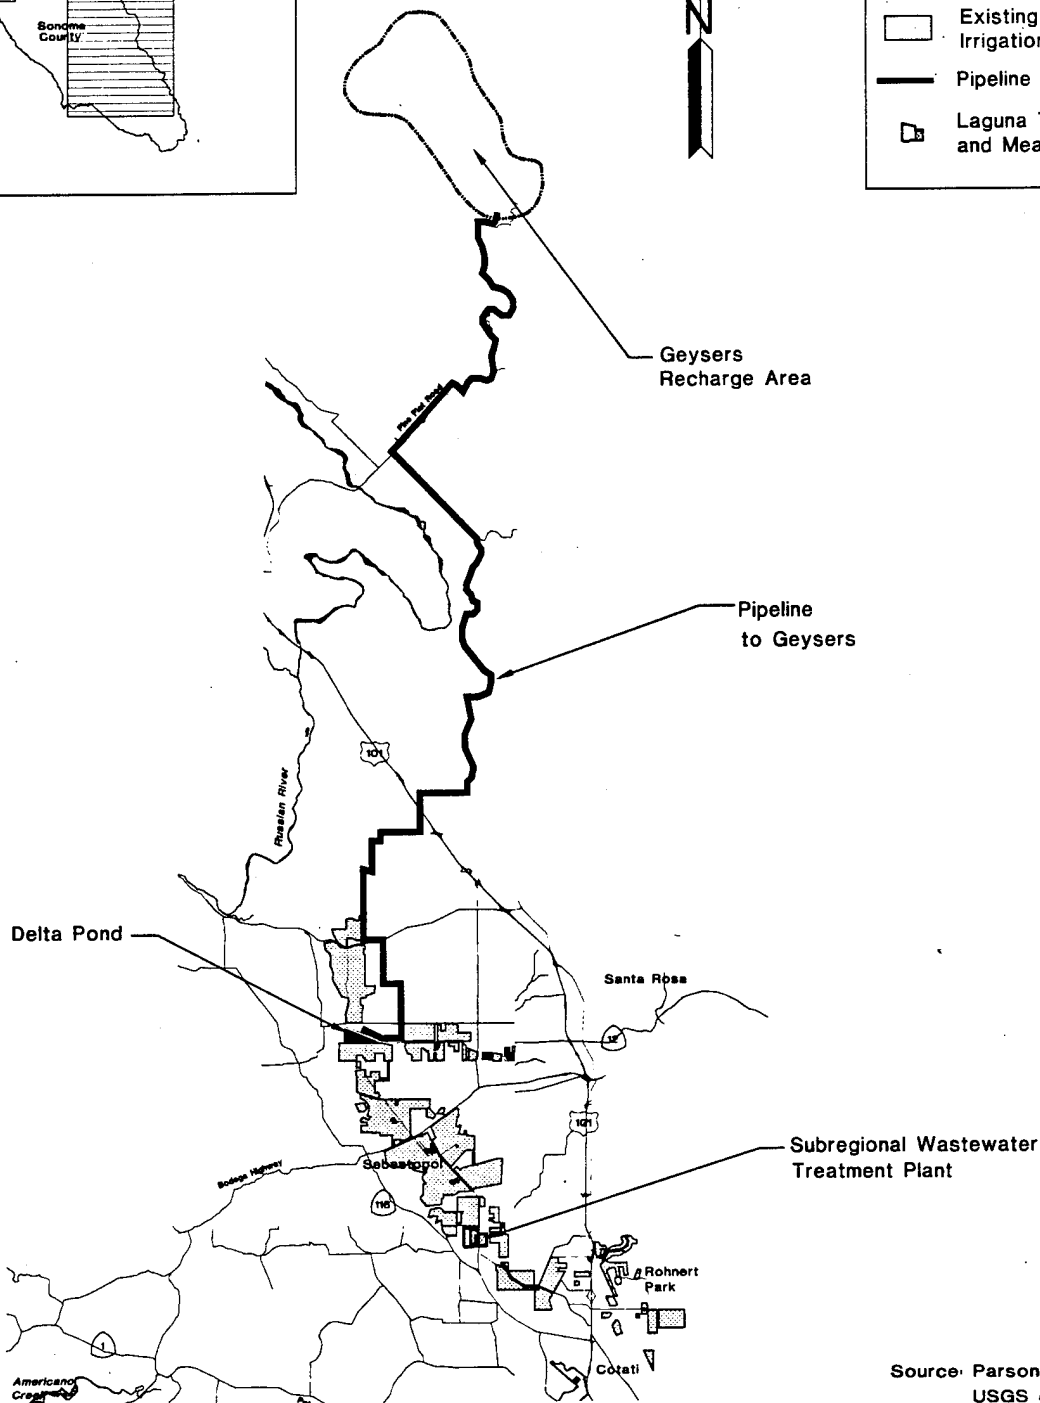 Sonoma
County
N
Existing
Irrigation
Pipeline
Laguna
and Mea
Geysers
Recharge Area
Pine Flat Road
Pipeline
to Geysers
101
Russian River
Delta Pond
Santa Rosa
12
101
Subregional Wastewater
Treatment Plant
Sebastopol
Bodega Highway
116
Rohnert
Park
1
Cotati
Americano
Creek
Source: Parson
USGS